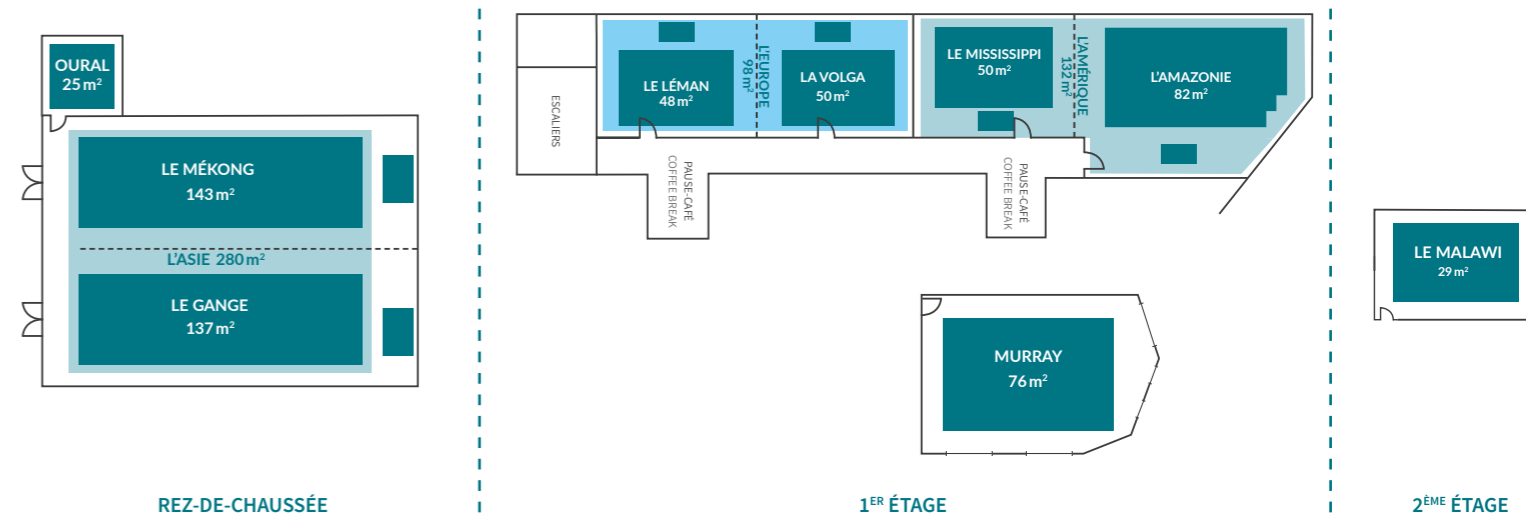 OURAL
25 m²
LE MÉKONG
143 m²
L'ASIE 280 m²
LE GANGE
137 m²
REZ-DE-CHAUSSÉE
ESCALIERS
LE LÉMAN
48 m²
L'EUROPE
98 m²
LA VOLGA
50 m²
LE MISSISSIPPI
50 m²
L'AMÉRIQUE
132 m²
L'AMAZONIE
82 m²
PAUSE-CAFÉ
COFFEE BREAK
PAUSE-CAFÉ
COFFEE BREAK
MURRAY
76 m²
1ER ÉTAGE
LE MALAWI
29 m²
2ÈME ÉTAGE